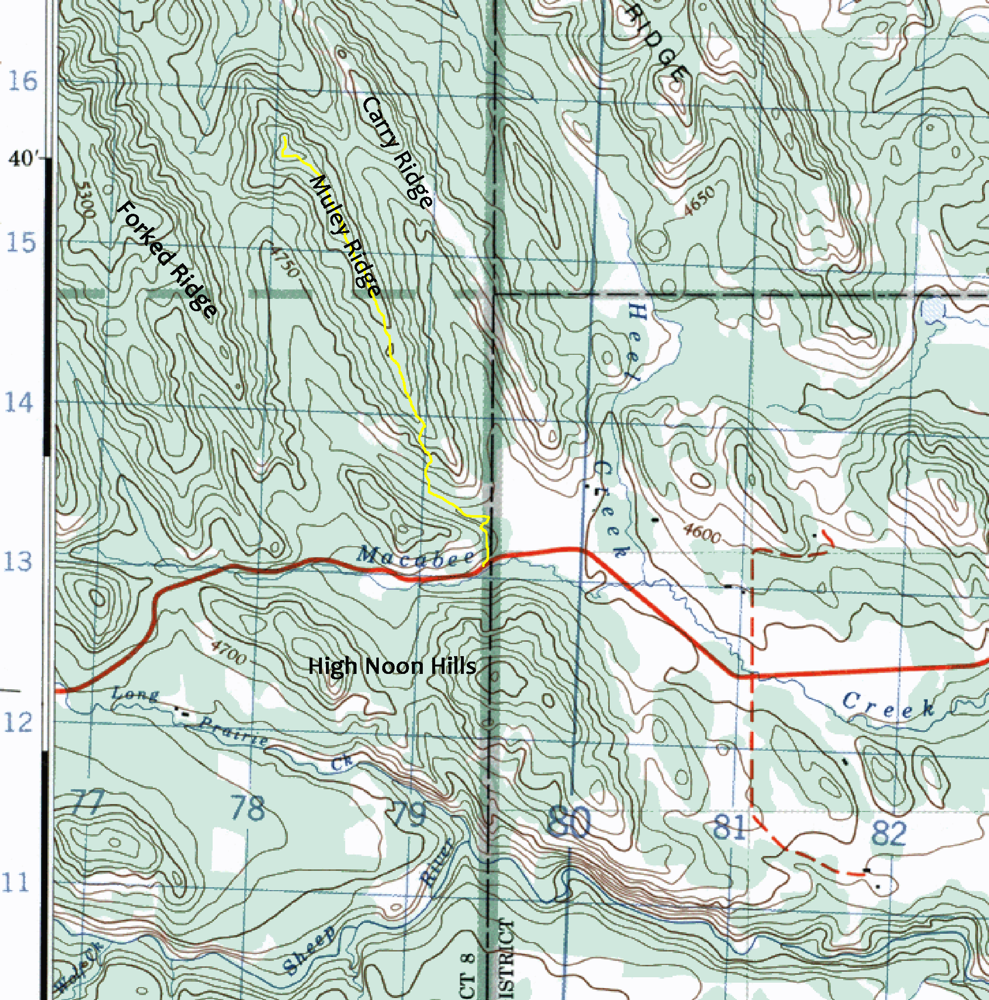 RIDGE
16
Carry Ridge
40'
5300
Muley Ridge
4650
Forked Ridge
15
4750
Heel
14
Creek
4600
13
Macabee
4700
High Noon Hills
Long
Prairie
Ck
Creek
12
77
78
79
80
81
82
River
11
Sheep
Wolf Ck
CT 8
ISTRICT